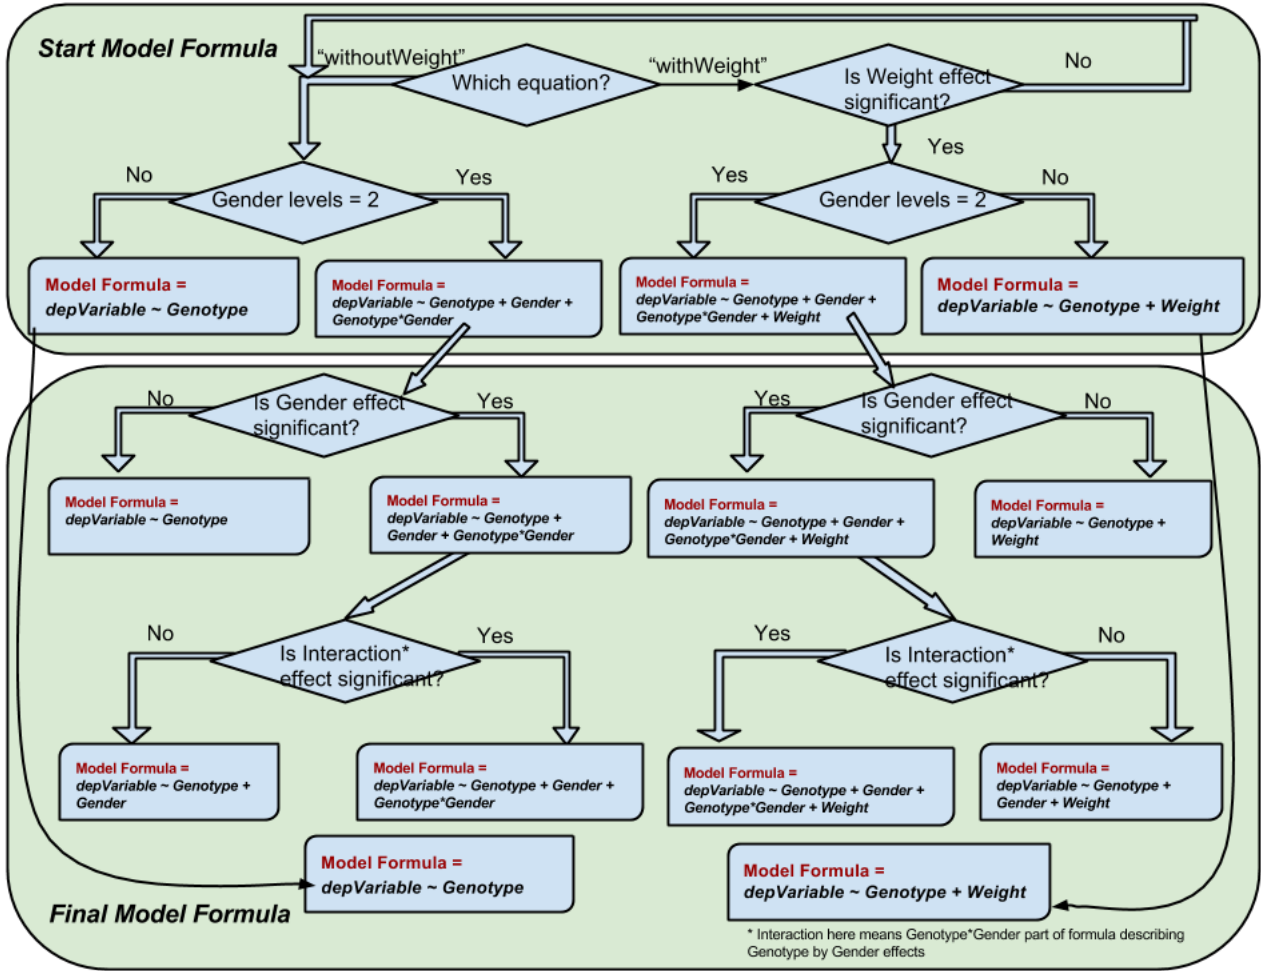 Start Model Formula
“withoutWeight”
Which equation?
“withWeight”
Is Weight effect
significant?
No
Yes
No
Gender levels = 2
Yes
Yes
Gender levels = 2
No
Model Formula =
depVariable ~ Genotype
Model Formula =
depVariable ~ Genotype + Gender +
Genotype*Gender
Model Formula =
depVariable ~ Genotype + Gender +
Genotype*Gender + Weight
Model Formula =
depVariable ~ Genotype + Weight
No
Is Gender effect
significant?
Yes
Yes
Is Gender effect
significant?
No
Model Formula =
depVariable ~ Genotype
Model Formula =
depVariable ~ Genotype +
Gender + Genotype*Gender
Model Formula =
depVariable ~ Genotype + Gender +
Genotype*Gender + Weight
Model Formula =
depVariable ~ Genotype +
Weight
No
Is Interaction*
effect significant?
Yes
Yes
Is Interaction*
effect significant?
No
Model Formula =
depVariable ~ Genotype +
Gender
Model Formula =
depVariable ~ Genotype + Gender +
Genotype*Gender
Model Formula =
depVariable ~ Genotype + Gender +
Genotype*Gender + Weight
Model Formula =
depVariable ~ Genotype +
Gender + Weight
Model Formula =
depVariable ~ Genotype
Model Formula =
depVariable ~ Genotype + Weight
Final Model Formula
* Interaction here means Genotype*Gender part of formula describing
Genotype by Gender effects